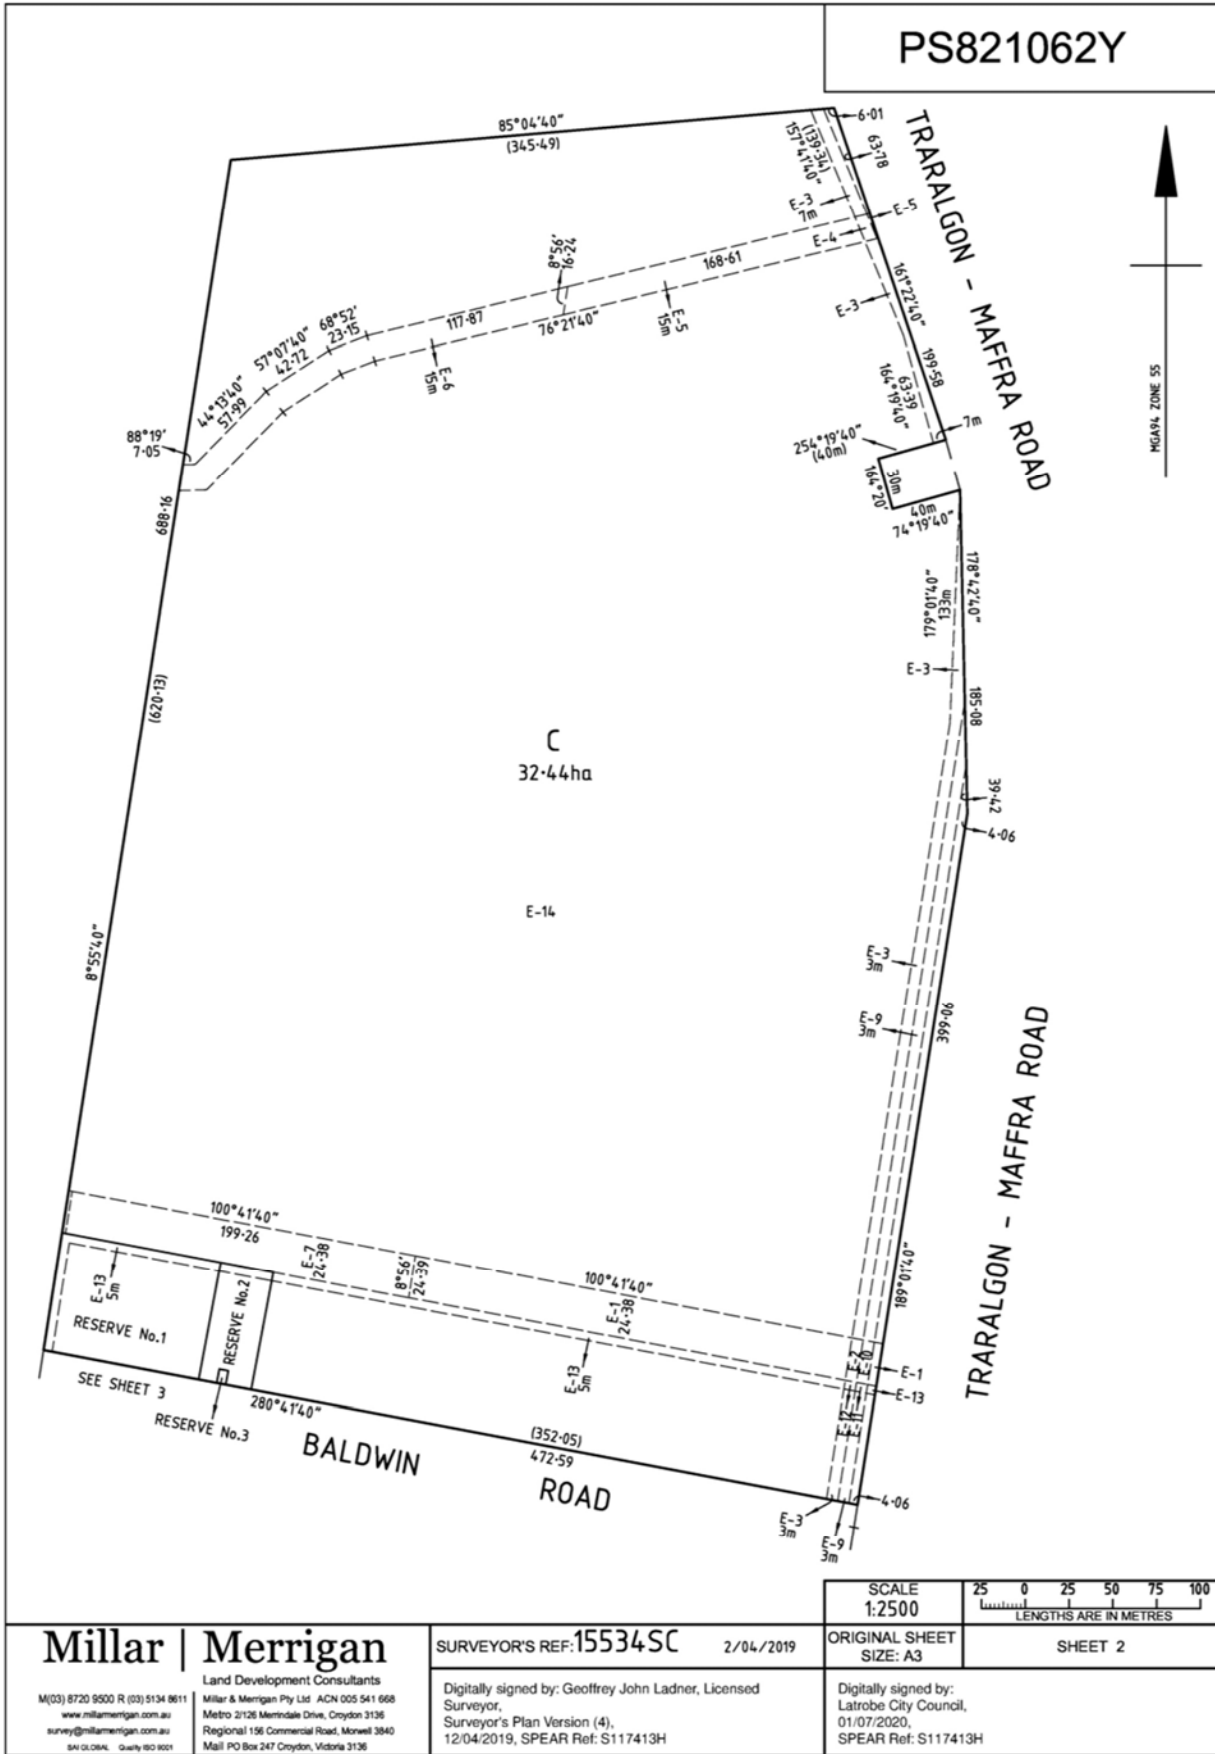 PS821062Y
85°04'40"
(345·49)
(139·34)
157°41'40"
6·01
63·78
TRARALGON - MAFFRA ROAD
E-3
7m
E-5
E-4
8°56'
16·24
168·61
161°22'40"
E-3
199·58
MGA94 ZONE 55
117·87
76°21'40"
E-5
15m
E-6
15m
68°52'
23·15
57°07'40"
42·72
44°13'40"
57·99
88°19'
7·05
63·39
164°19'40"
7m
254°19'40"
(40m)
164°20'
30m
40m
74°19'40"
688·16
(620·13)
178°42'40"
179°01'40"
133m
E-3
185·08
C
32·44ha
39·42
4·06
E-14
8°55'40"
E-3
3m
E-9
3m
399·06
TRARALGON - MAFFRA ROAD
189°01'40"
100°41'40"
199·26
E-7
24·38
8°56'
24·39
100°41'40"
E-1
24·38
E-13
5m
RESERVE No.1
RESERVE No.2
E-2
E-10
E-1
E-13
E-13
5m
E-12
E-11
SEE SHEET 3
RESERVE No.3
280°41'40"
(352·05)
472·59
BALDWIN ROAD
4·06
E-3
3m
E-9
3m
SCALE
1:2500
25 0 25 50 75 100
LENGTHS ARE IN METRES
Millar | Merrigan
Land Development Consultants
M(03) 8720 9500 R (03) 5134 8611
www.millarmerrigan.com.au
survey@millarmerrigan.com.au
SAI GLOBAL Quality ISO 9001
Millar & Merrigan Pty Ltd ACN 005 541 668
Metro 2/126 Merrindale Drive, Croydon 3136
Regional 156 Commercial Road, Morwell 3840
Mail PO Box 247 Croydon, Victoria 3136
SURVEYOR'S REF: 15534SC 2/04/2019
ORIGINAL SHEET
SIZE: A3
SHEET 2
Digitally signed by: Geoffrey John Ladner, Licensed
Surveyor,
Surveyor's Plan Version (4),
12/04/2019, SPEAR Ref: S117413H
Digitally signed by:
Latrobe City Council,
01/07/2020,
SPEAR Ref: S117413H